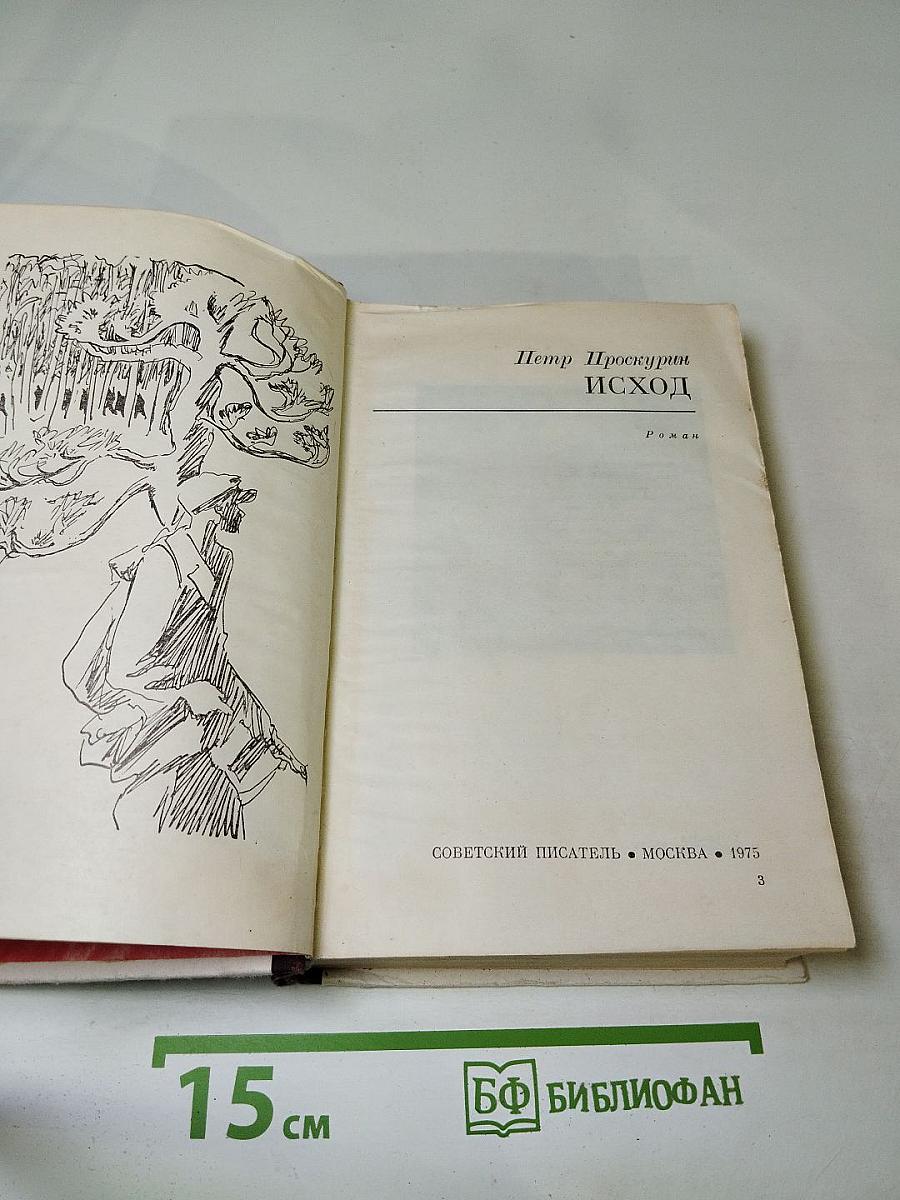 Петр Проскурин
ИСХОД
Роман
СОВЕТСКИЙ ПИСАТЕЛЬ • МОСКВА • 1975
3
15 см
БФ БИБЛИОФАН